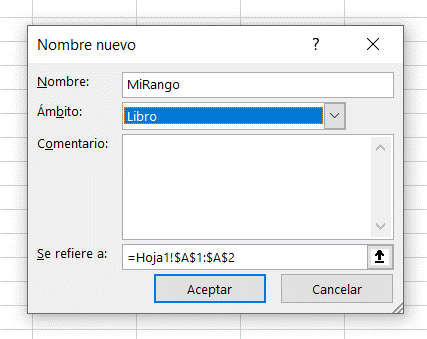 Nombre nuevo
Nombre: MiRango
Ámbito: Libro
Comentario:
Se refiere a: =Hoja1!$A$1:$A$2
Aceptar Cancelar